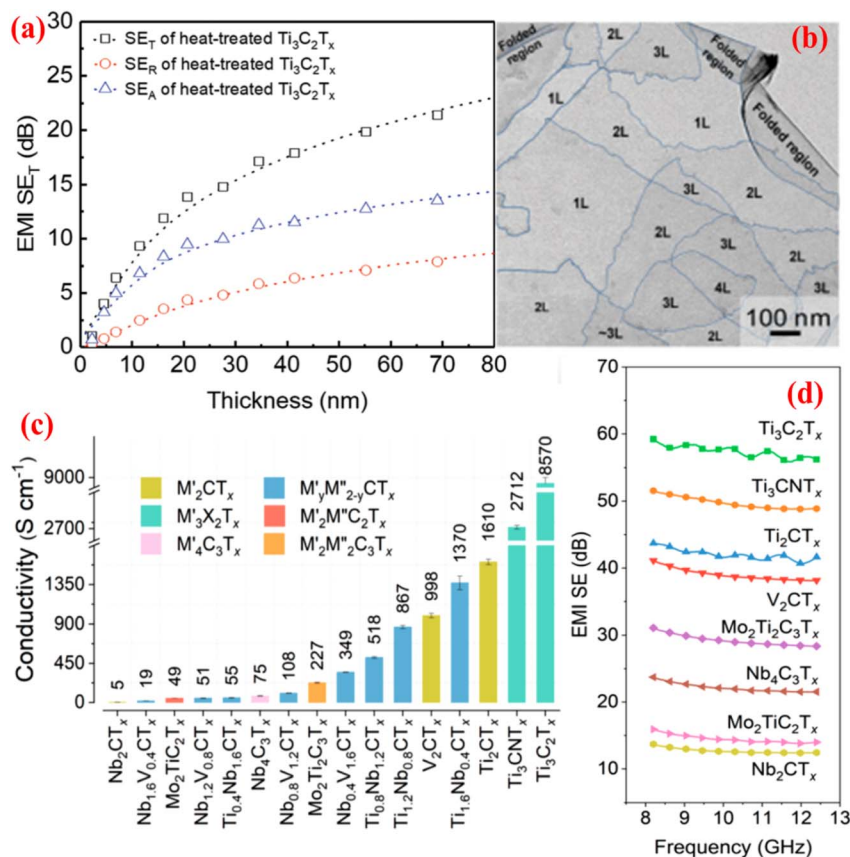 (a)
30
25
20
15
10
5
0
EMI SE_T (dB)
SE_T of heat-treated Ti₃C₂Tₓ
SE_R of heat-treated Ti₃C₂Tₓ
SE_A of heat-treated Ti₃C₂Tₓ
0 10 20 30 40 50 60 70 80
Thickness (nm)
(b)
Folded region
2L
3L
Folded region
1L
2L
1L
Folded region
3L
2L
1L
2L
3L
2L
2L
3L
4L
3L
~3L
2L
100 nm
(c)
Conductivity (S cm⁻¹)
9000
2700
1350
900
450
0
M'₂CTₓ
M'yM"₂₋yCTₓ
M'₃X₂Tₓ
M'₂M"C₂Tₓ
M'₄C₃Tₓ
M'₂M"₂C₃Tₓ
5
19
49
51
55
75
108
227
349
518
867
998
1370
1610
2712
8570
Nb₂CTₓ
Nb₁.₆V₀.₄CTₓ
Mo₂TiC₂Tₓ
Nb₁.₂V₀.₈CTₓ
Ti₀.₄Nb₁.₆CTₓ
Nb₄C₃Tₓ
Nb₀.₈V₁.₂CTₓ
Mo₂Ti₂C₃Tₓ
Nb₀.₄V₁.₆CTₓ
Ti₀.₈Nb₁.₂CTₓ
Ti₁.₂Nb₀.₈CTₓ
V₂CTₓ
Ti₁.₆Nb₀.₄CTₓ
Ti₂CTₓ
Ti₃CNTₓ
Ti₃C₂Tₓ
(d)
70
60
50
40
30
20
10
EMI SE (dB)
Ti₃C₂Tₓ
Ti₃CNTₓ
Ti₂CTₓ
V₂CTₓ
Mo₂Ti₂C₃Tₓ
Nb₄C₃Tₓ
Mo₂TiC₂Tₓ
Nb₂CTₓ
8 9 10 11 12 13
Frequency (GHz)